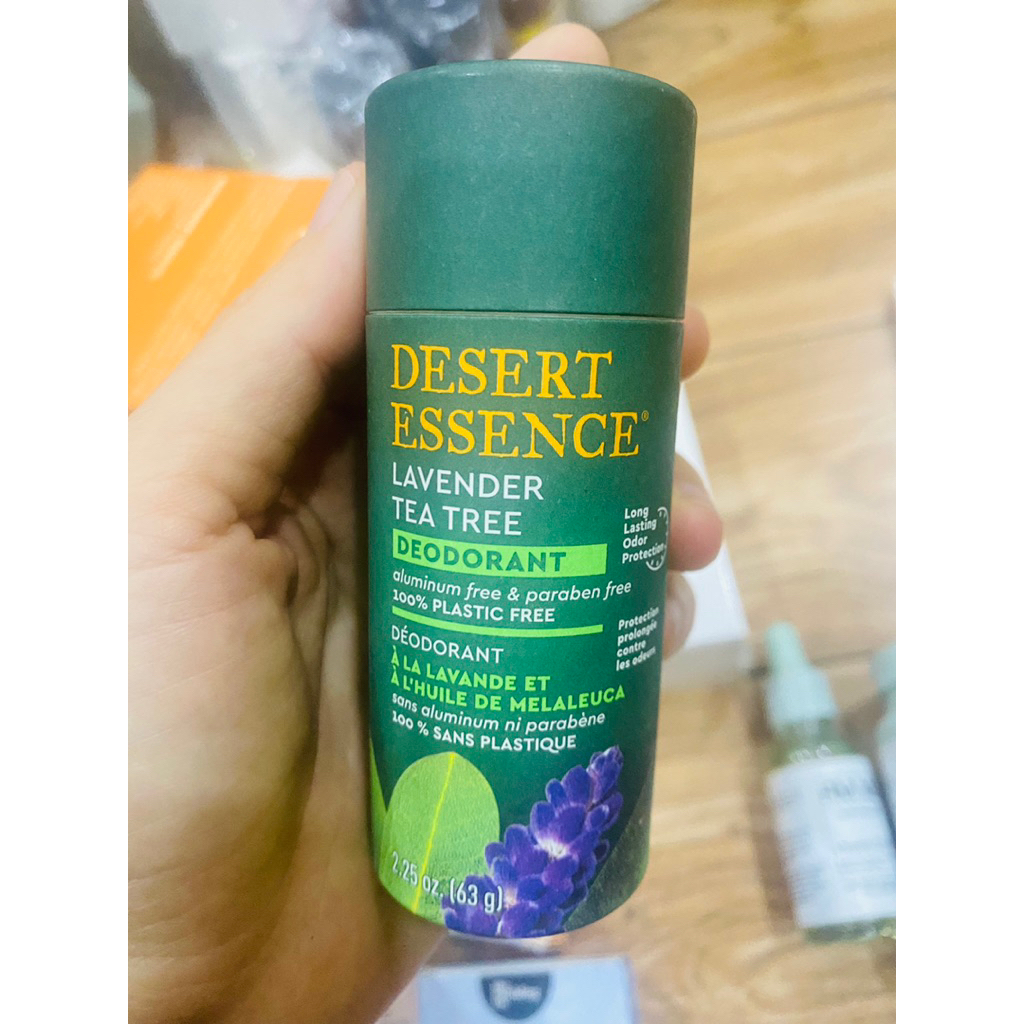 DESERT
ESSENCE®
LAVENDER
TEA TREE
DEODORANT
aluminum free & paraben free
100% PLASTIC FREE
Long
Lasting
Odor
Protection
DÉODORANT
À LA LAVANDE ET
À L'HUILE DE MELALEUCA
sans aluminum ni parabène
100 % SANS PLASTIQUE
Protection
prolongée
contre
les odeurs
2.25 oz. (63 g)